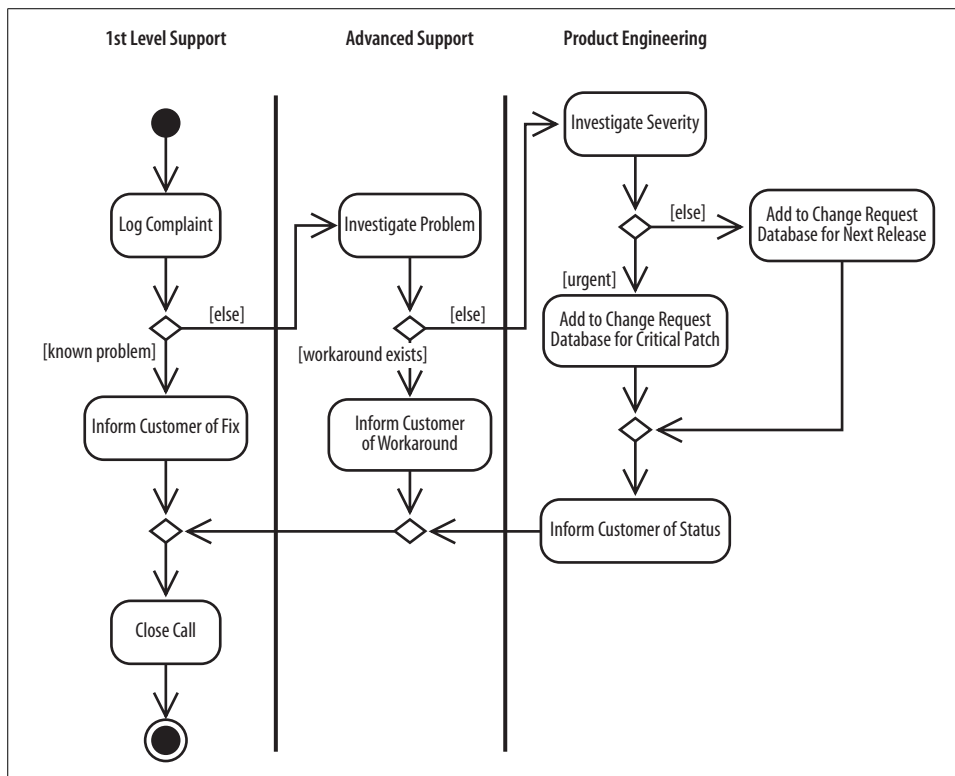 1st Level Support
Advanced Support
Product Engineering
Log Complaint
[else]
[known problem]
Inform Customer of Fix
Close Call
Investigate Problem
[else]
[workaround exists]
Inform Customer
of Workaround
Investigate Severity
[else]
Add to Change Request
Database for Next Release
[urgent]
Add to Change Request
Database for Critical Patch
Inform Customer of Status